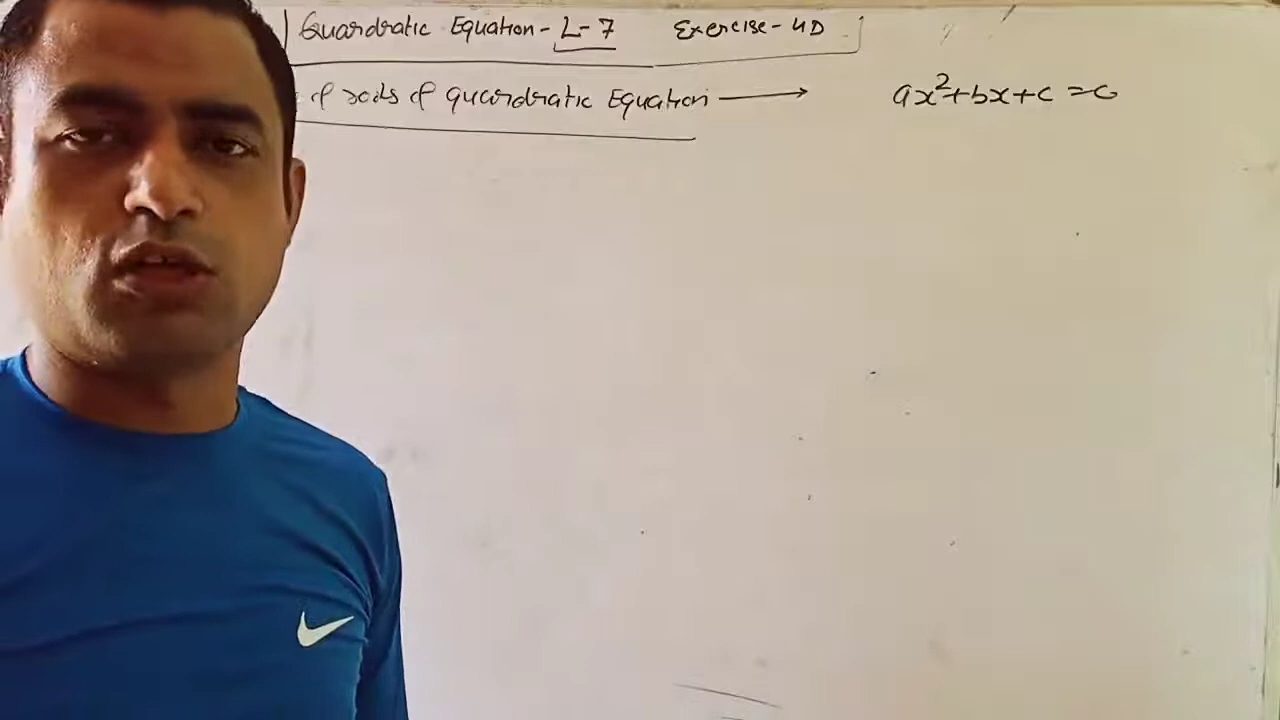 Quardratic Equation - L-7 Exercise - 4D
of roots of quardratic Equation → ax²+bx+c =0